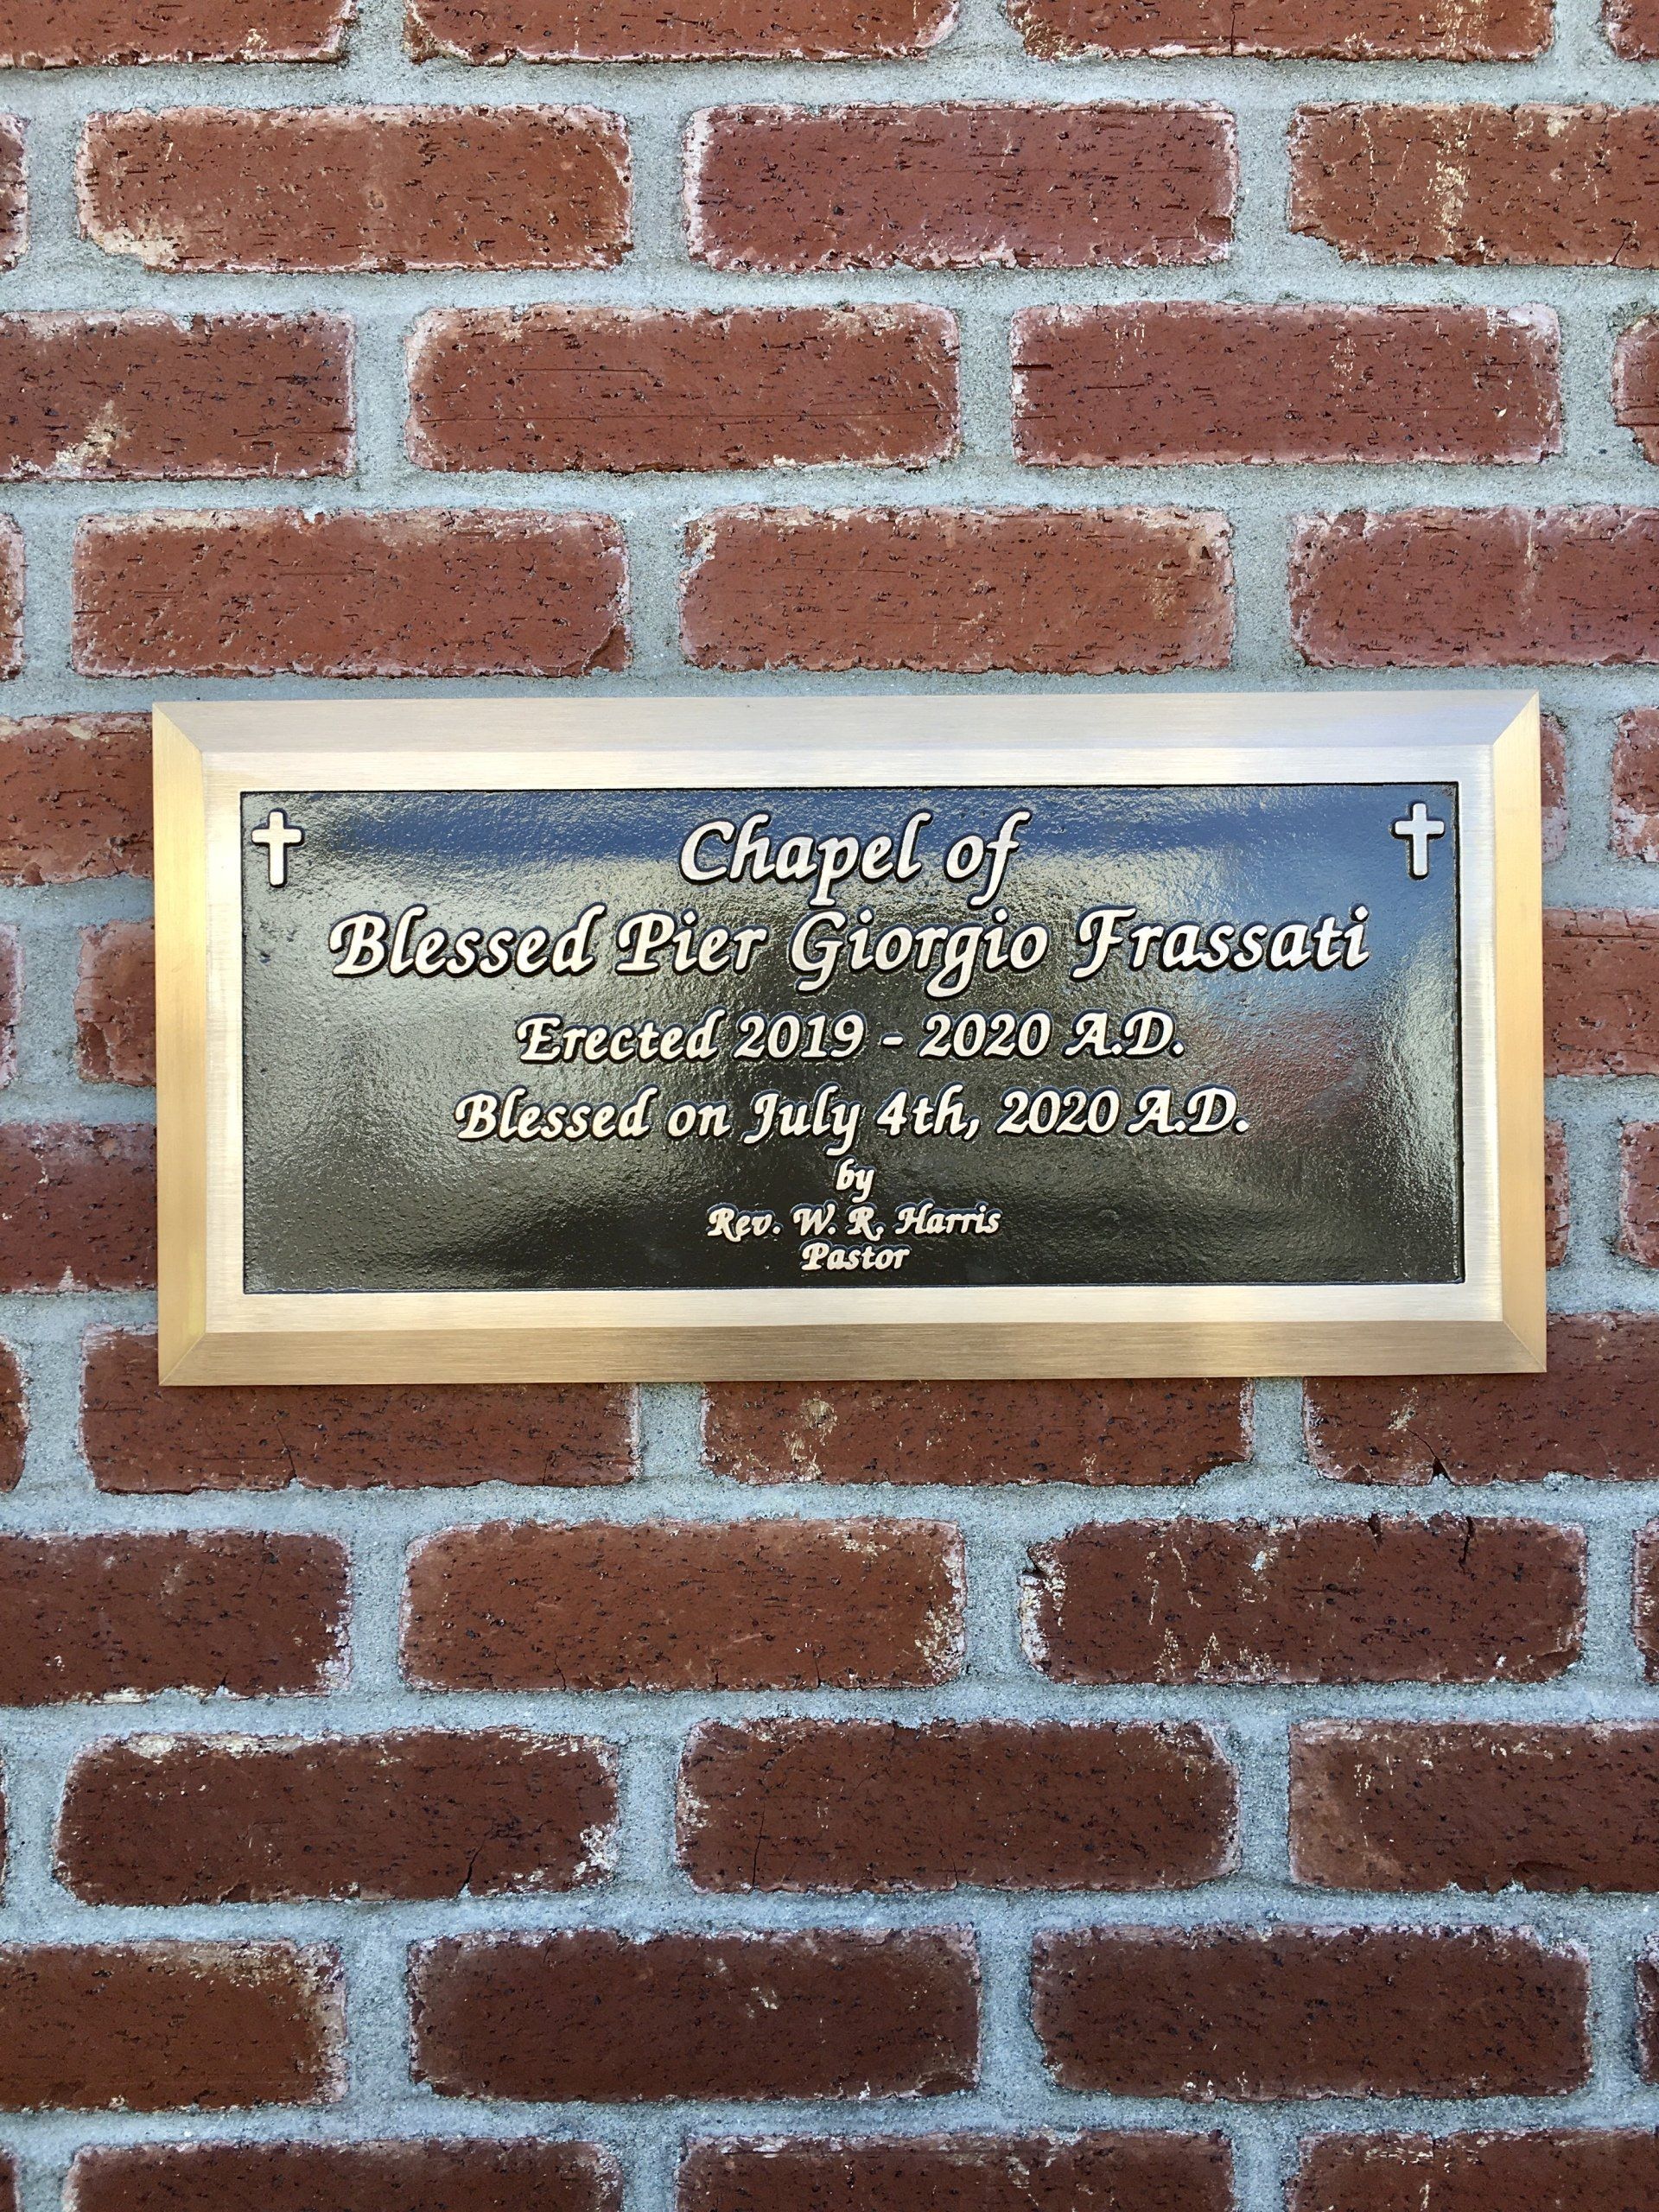 Chapel of
Blessed Pier Giorgio Frassati
Erected 2019 - 2020 A.D.
Blessed on July 4th, 2020 A.D.
by
Rev. W. R. Harris
Pastor